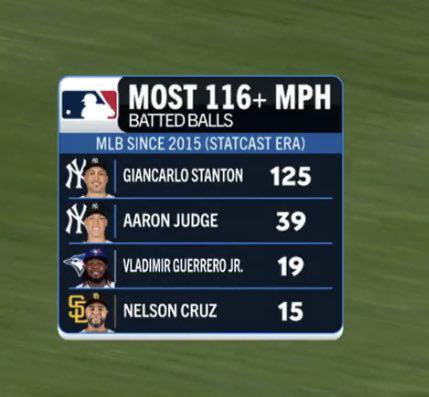 MOST 116+ MPH
BATTED BALLS
MLB SINCE 2015 (STATCAST ERA)
GIANCARLO STANTON 125
AARON JUDGE 39
VLADIMIR GUERRERO JR. 19
NELSON CRUZ 15